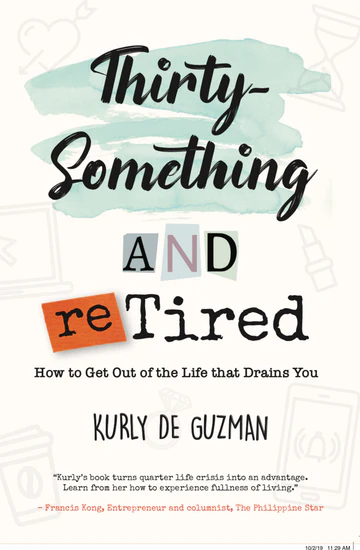 Thirty-
Something
AND
reTired
How to Get Out of the Life that Drains You
KURLY DE GUZMAN
“Kurly’s book turns quarter life crisis into an advantage.
Learn from her how to experience fullness of living.”
– Francis Kong, Entrepreneur and columnist, The Philippine Star
10/2/19 11:29 AM